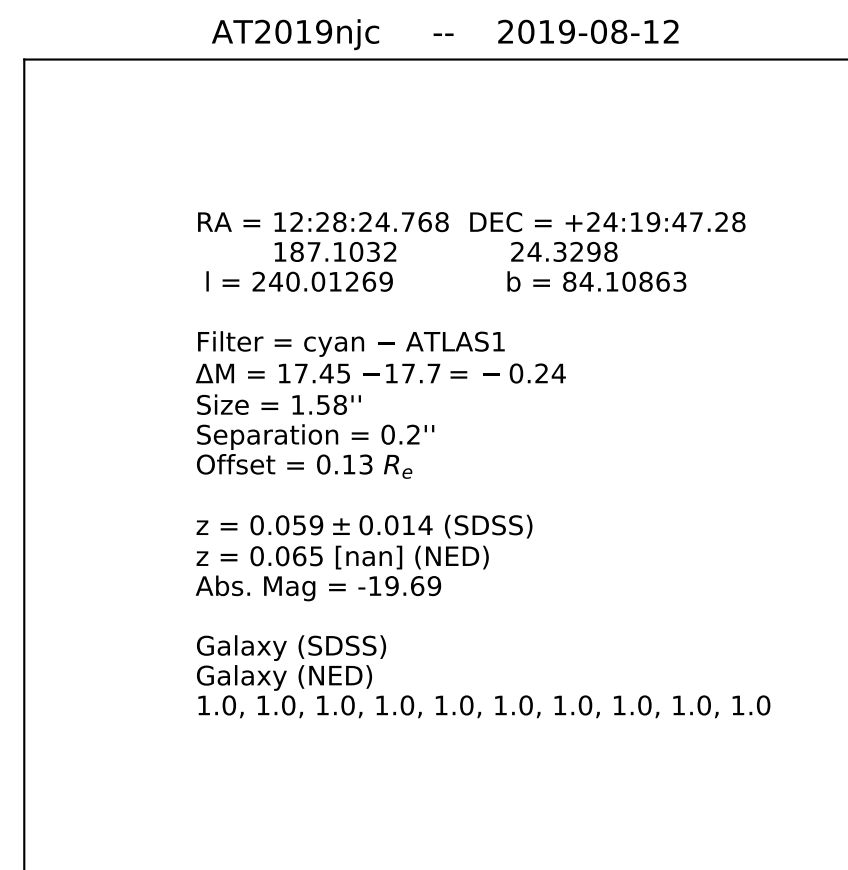 AT2019njc -- 2019-08-12
RA = 12:28:24.768 DEC = +24:19:47.28
187.1032 24.3298
l = 240.01269 b = 84.10863
Filter = cyan − ATLAS1
ΔM = 17.45 −17.7 = − 0.24
Size = 1.58''
Separation = 0.2''
Offset = 0.13 Re
z = 0.059 ± 0.014 (SDSS)
z = 0.065 [nan] (NED)
Abs. Mag = -19.69
Galaxy (SDSS)
Galaxy (NED)
1.0, 1.0, 1.0, 1.0, 1.0, 1.0, 1.0, 1.0, 1.0, 1.0